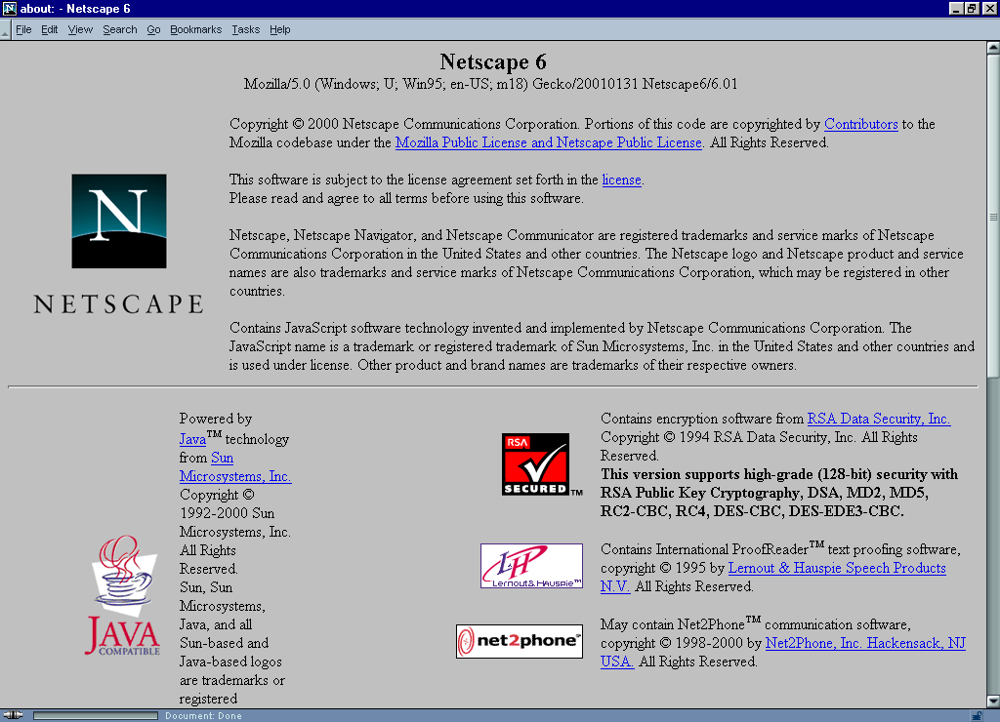 about: - Netscape 6
File Edit View Search Go Bookmarks Tasks Help
Netscape 6
Mozilla/5.0 (Windows; U; Win95; en-US; m18) Gecko/20010131 Netscape6/6.01
Copyright © 2000 Netscape Communications Corporation. Portions of this code are copyrighted by Contributors to the
Mozilla codebase under the Mozilla Public License and Netscape Public License. All Rights Reserved.
This software is subject to the license agreement set forth in the license.
Please read and agree to all terms before using this software.
N
NETSCAPE
Netscape, Netscape Navigator, and Netscape Communicator are registered trademarks and service marks of Netscape
Communications Corporation in the United States and other countries. The Netscape logo and Netscape product and service
names are also trademarks and service marks of Netscape Communications Corporation, which may be registered in other
countries.
Contains JavaScript software technology invented and implemented by Netscape Communications Corporation. The
JavaScript name is a trademark or registered trademark of Sun Microsystems, Inc. in the United States and other countries and
is used under license. Other product and brand names are trademarks of their respective owners.
JAVA
COMPATIBLE
Powered by
Java™ technology
from Sun
Microsystems, Inc.
Copyright ©
1992-2000 Sun
Microsystems, Inc.
All Rights
Reserved.
Sun, Sun
Microsystems,
Java, and all
Sun-based and
Java-based logos
are trademarks or
registered
RSA
SECURED™
Contains encryption software from RSA Data Security, Inc.
Copyright © 1994 RSA Data Security, Inc. All Rights
Reserved.
This version supports high-grade (128-bit) security with
RSA Public Key Cryptography, DSA, MD2, MD5,
RC2-CBC, RC4, DES-CBC, DES-EDE3-CBC.
LHP
Lernout & Hauspie™
Contains International ProofReader™ text proofing software,
copyright © 1995 by Lernout & Hauspie Speech Products
N.V. All Rights Reserved.
net2phone™
May contain Net2Phone™ communication software,
copyright © 1998-2000 by Net2Phone, Inc. Hackensack, NJ
USA. All Rights Reserved.
Document: Done